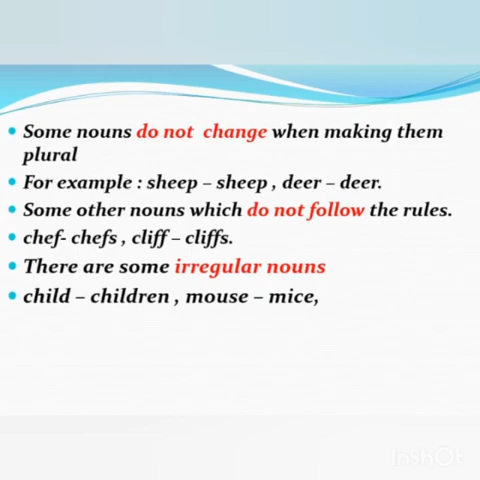 Some nouns do not change when making them
plural
For example : sheep – sheep , deer – deer.
Some other nouns which do not follow the rules.
chef- chefs , cliff – cliffs.
There are some irregular nouns
child – children , mouse – mice,
InShOt